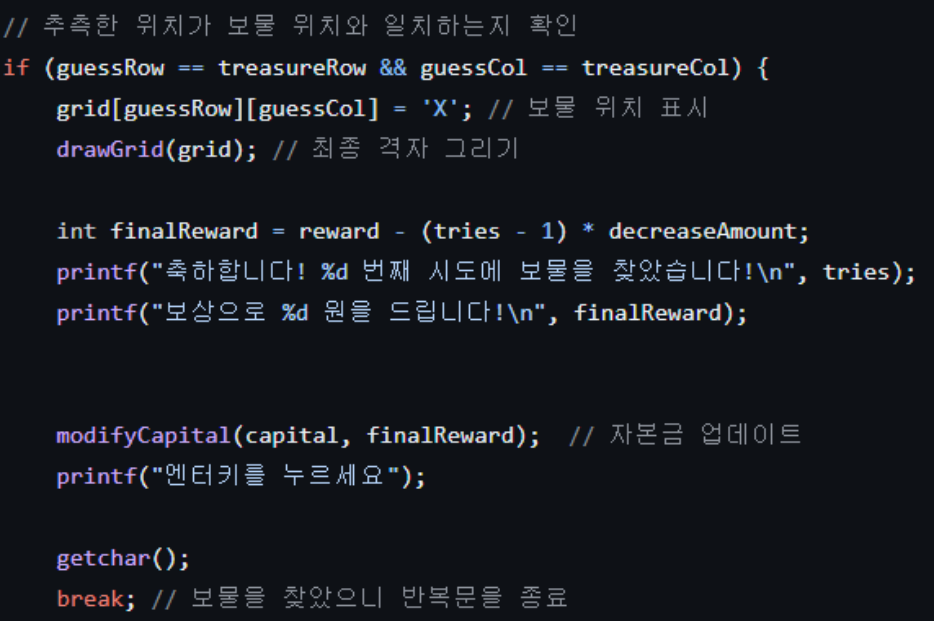 // 추측한 위치가 보물 위치와 일치하는지 확인
if (guessRow == treasureRow && guessCol == treasureCol) {
grid[guessRow][guessCol] = 'X'; // 보물 위치 표시
drawGrid(grid); // 최종 격자 그리기
int finalReward = reward - (tries - 1) * decreaseAmount;
printf("축하합니다! %d 번째 시도에 보물을 찾았습니다!\n", tries);
printf("보상으로 %d 원을 드립니다!\n", finalReward);
modifyCapital(capital, finalReward);  // 자본금 업데이트
printf("엔터키를 누르세요");
getchar();
break; // 보물을 찾았으니 반복문을 종료